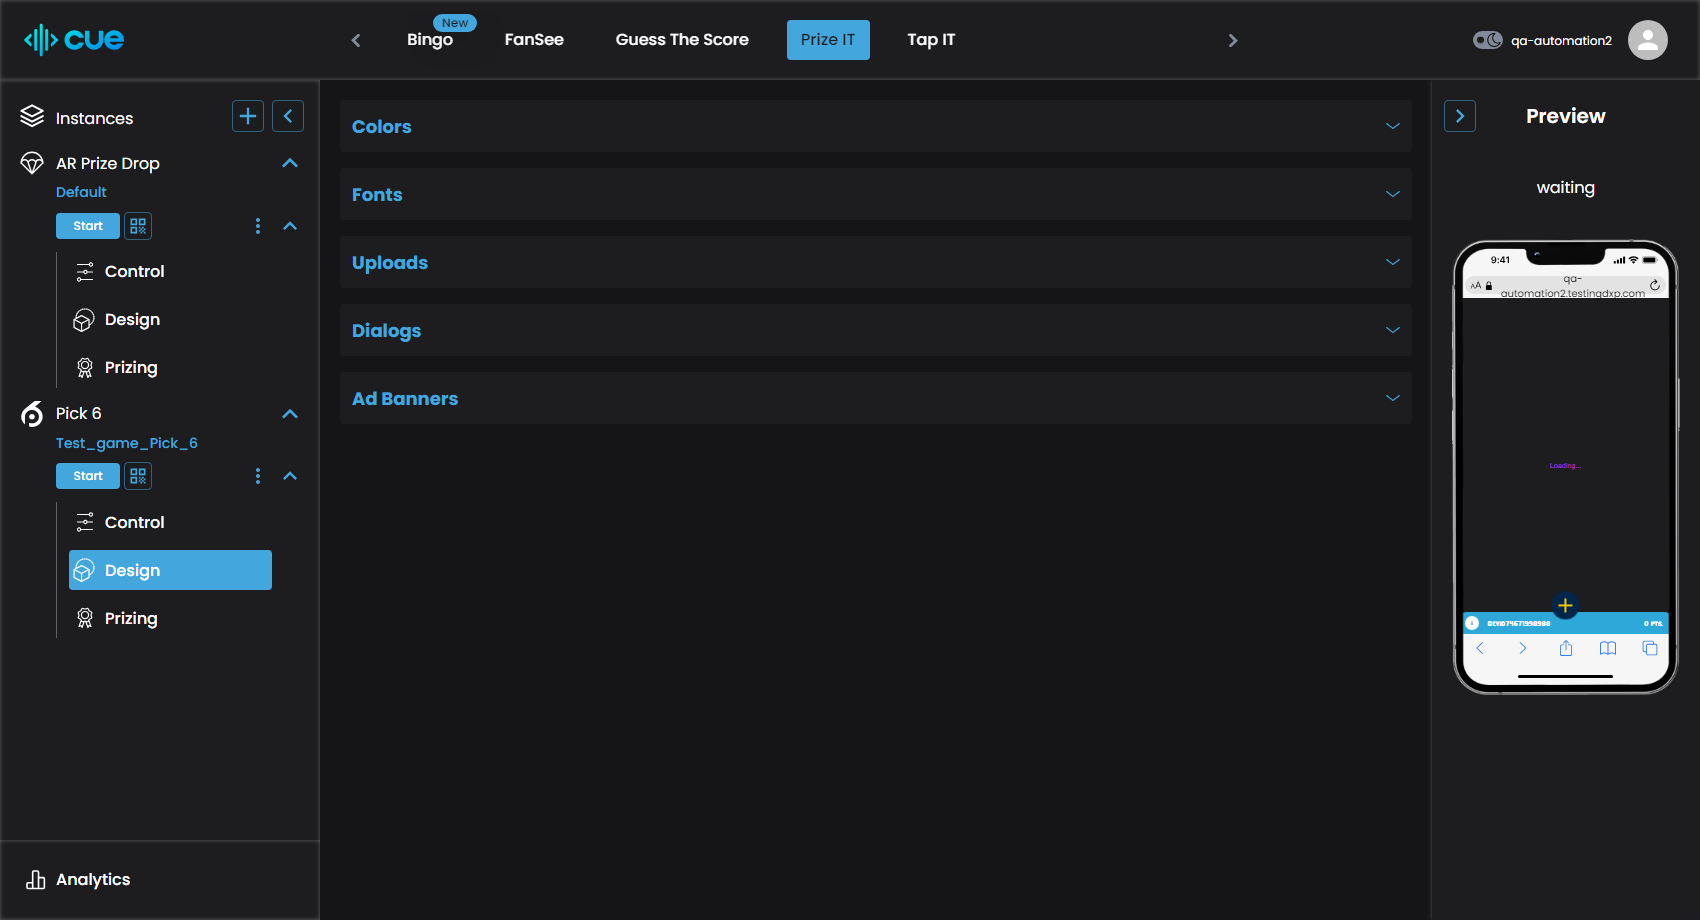 cue
New
Bingo
FanSee
Guess The Score
Prize IT
Tap IT
qa-automation2
Instances
AR Prize Drop
Default
Start
Control
Design
Prizing
Pick 6
Test_game_Pick_6
Start
Control
Design
Prizing
Analytics
Colors
Fonts
Uploads
Dialogs
Ad Banners
Preview
waiting
9:41
AA
qa-
automation2.testingdxp.com
Loading...
0 PTS.